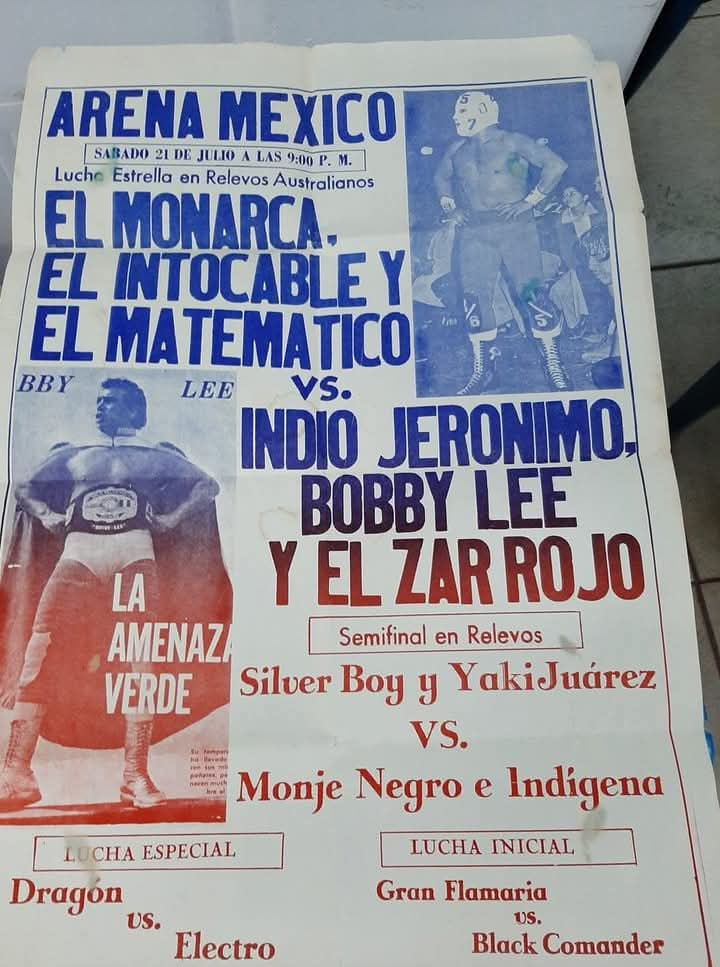 ARENA MEXICO
SABADO 21 DE JULIO A LAS 9:00 P. M.
Lucha Estrella en Relevos Australianos
EL MONARCA,
EL INTOCABLE Y
EL MATEMATICO
VS.
INDIO JERONIMO,
BOBBY LEE
Y EL ZAR ROJO
BBY LEE
LA
AMENAZA
VERDE
Semifinal en Relevos
Silver Boy y Yaki Juárez
VS.
Monje Negro e Indígena
LUCHA ESPECIAL
Dragón
vs.
Electro
LUCHA INICIAL
Gran Flamaria
vs.
Black Comander